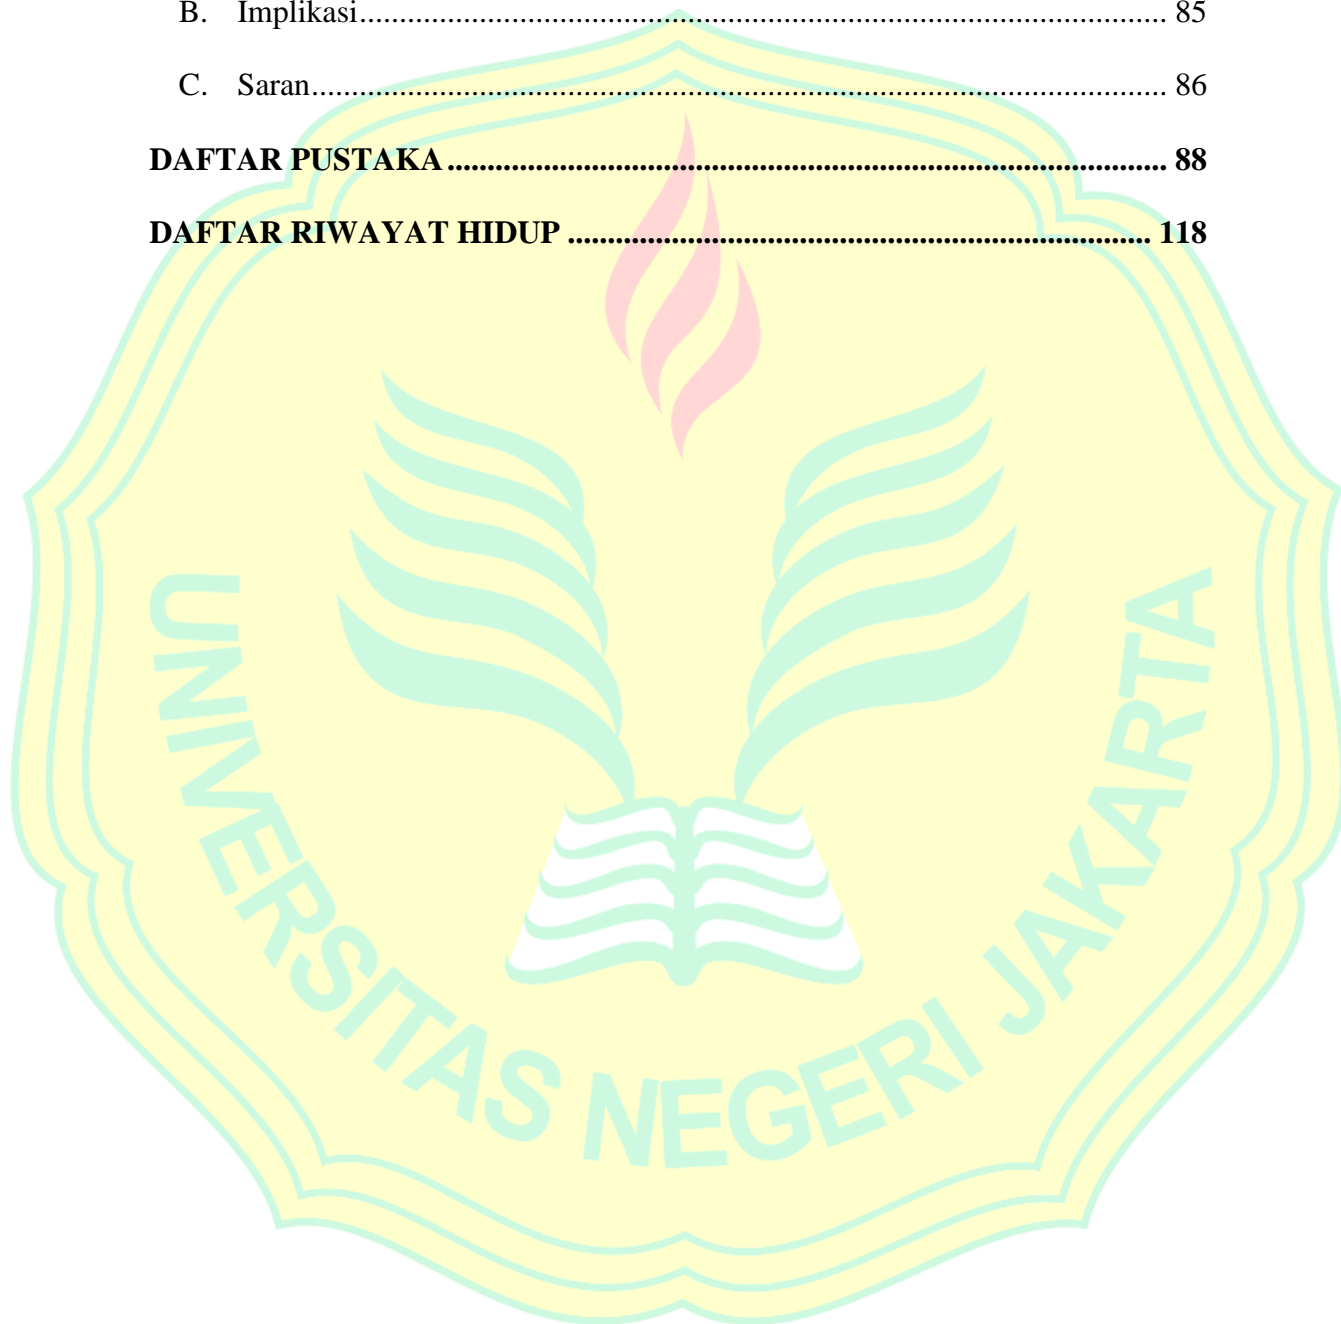 B. Implikasi.................................................................................... 85
C. Saran......................................................................................... 86
DAFTAR PUSTAKA .......................................................................................... 88
DAFTAR RIWAYAT HIDUP ......................................................................... 118
UNIVERSITAS NEGERI JAKARTA